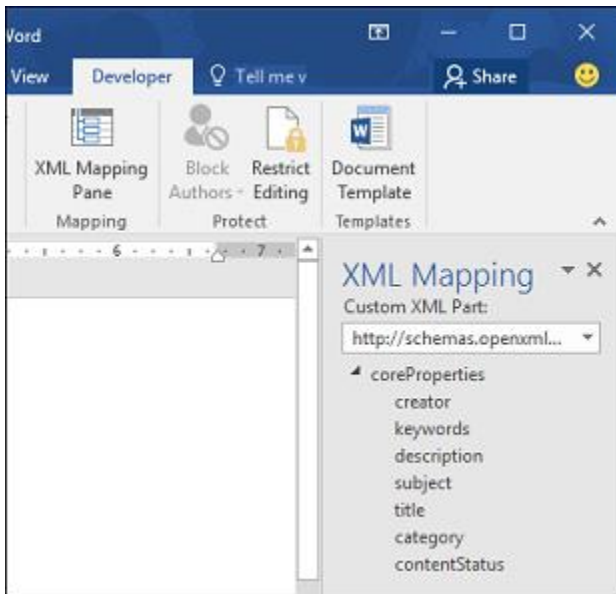 Word
View Developer Tell me v Share
XML Mapping Pane
Block Authors
Restrict Editing
Document Template
Mapping Protect Templates
6 7
XML Mapping
Custom XML Part:
http://schemas.openxml...
coreProperties
creator
keywords
description
subject
title
category
contentStatus